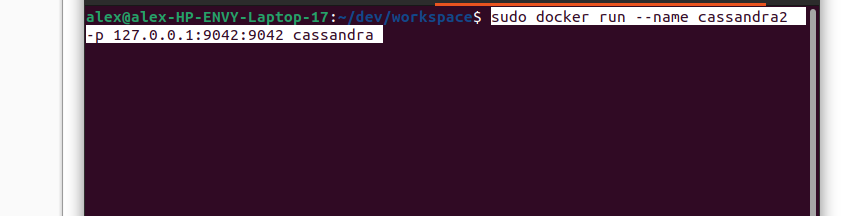 alex@alex-HP-ENVY-Laptop-17:~/dev/workspace$ sudo docker run --name cassandra2
-p 127.0.0.1:9042:9042 cassandra